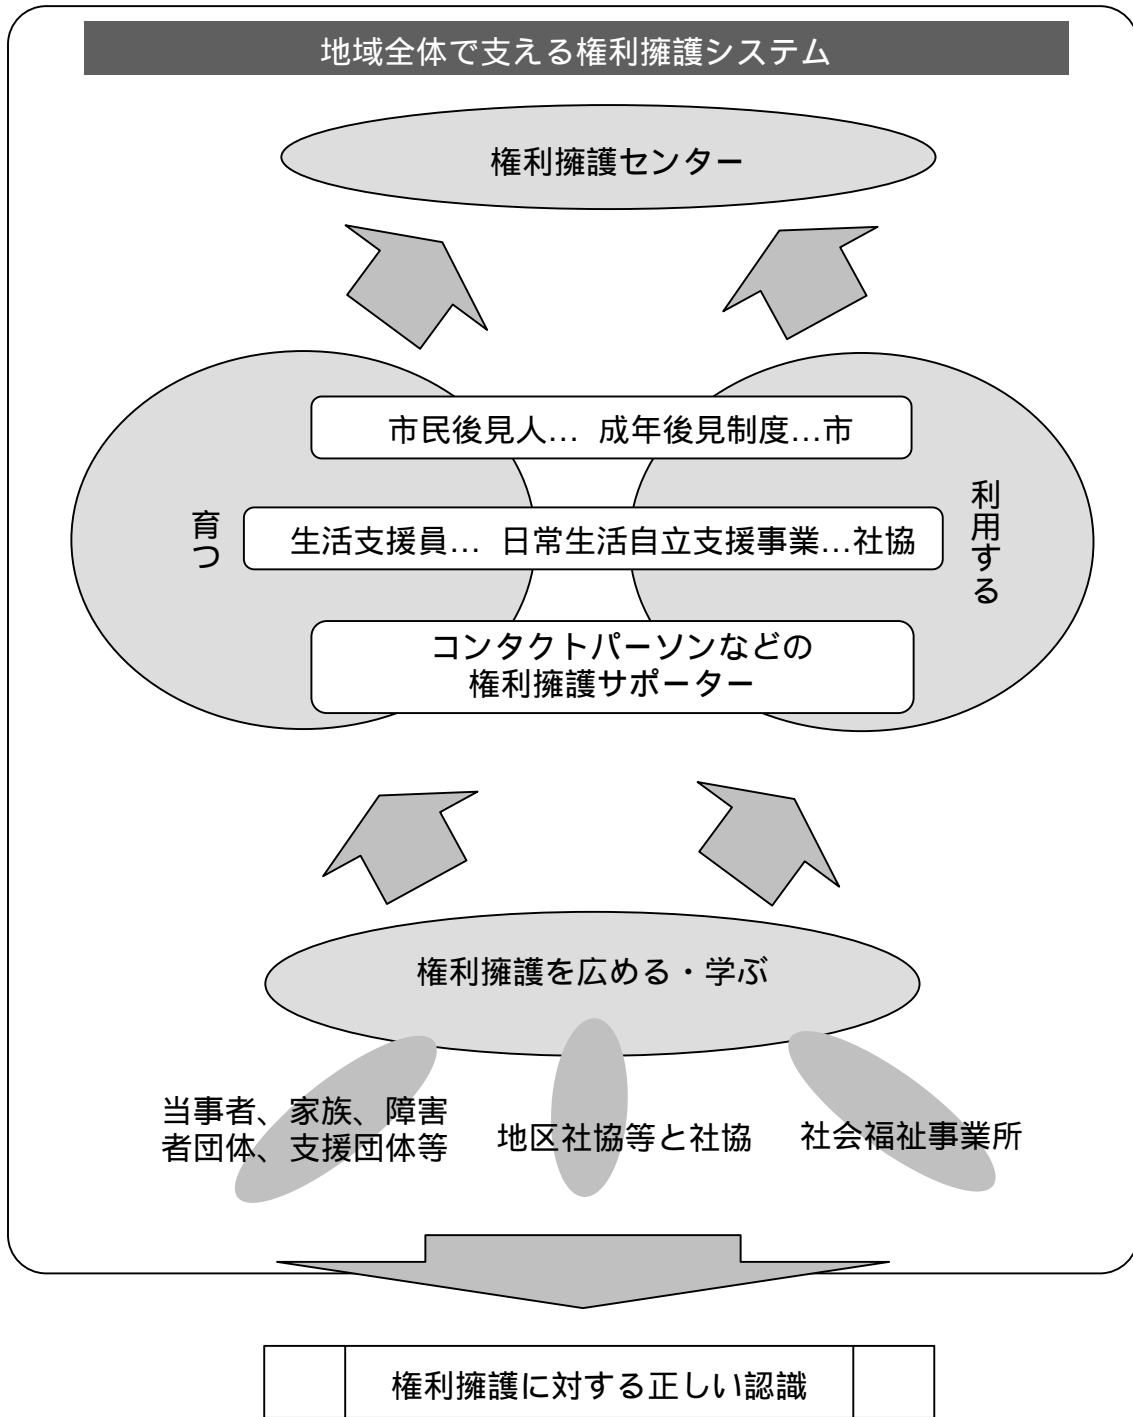 地域全体で支える権利擁護システム
権利擁護センター
市民後見人… 成年後見制度…市
育つ
生活支援員… 日常生活自立支援事業…社協
利用する
コンタクトパーソンなどの
権利擁護サポーター
権利擁護を広める・学ぶ
当事者、家族、障害
者団体、支援団体等
地区社協等と社協
社会福祉事業所
権利擁護に対する正しい認識